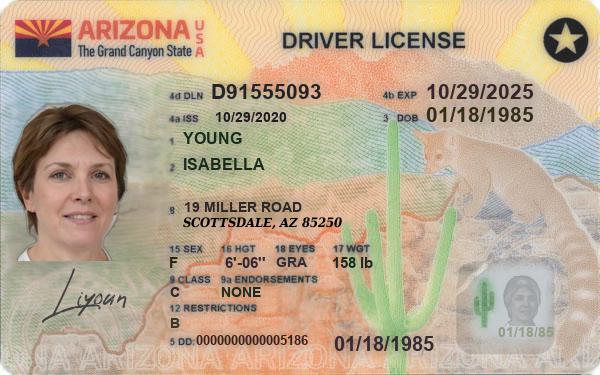 ARIZONA USA
The Grand Canyon State
DRIVER LICENSE
4d DLN D91555093 4b EXP 10/29/2025
4a ISS 10/29/2020 3 DOB 01/18/1985
1 YOUNG
2 ISABELLA
8 19 MILLER ROAD
SCOTTSDALE, AZ 85250
15 SEX 16 HGT 18 EYES 17 WGT
F 6'-06" GRA 158 lb
9 CLASS 9a ENDORSEMENTS
C NONE
12 RESTRICTIONS
B
5 DD: 0000000000005186 01/18/1985
Liyoun
01/18/85
ARIZONA ARIZONA ARIZONA ARIZONA